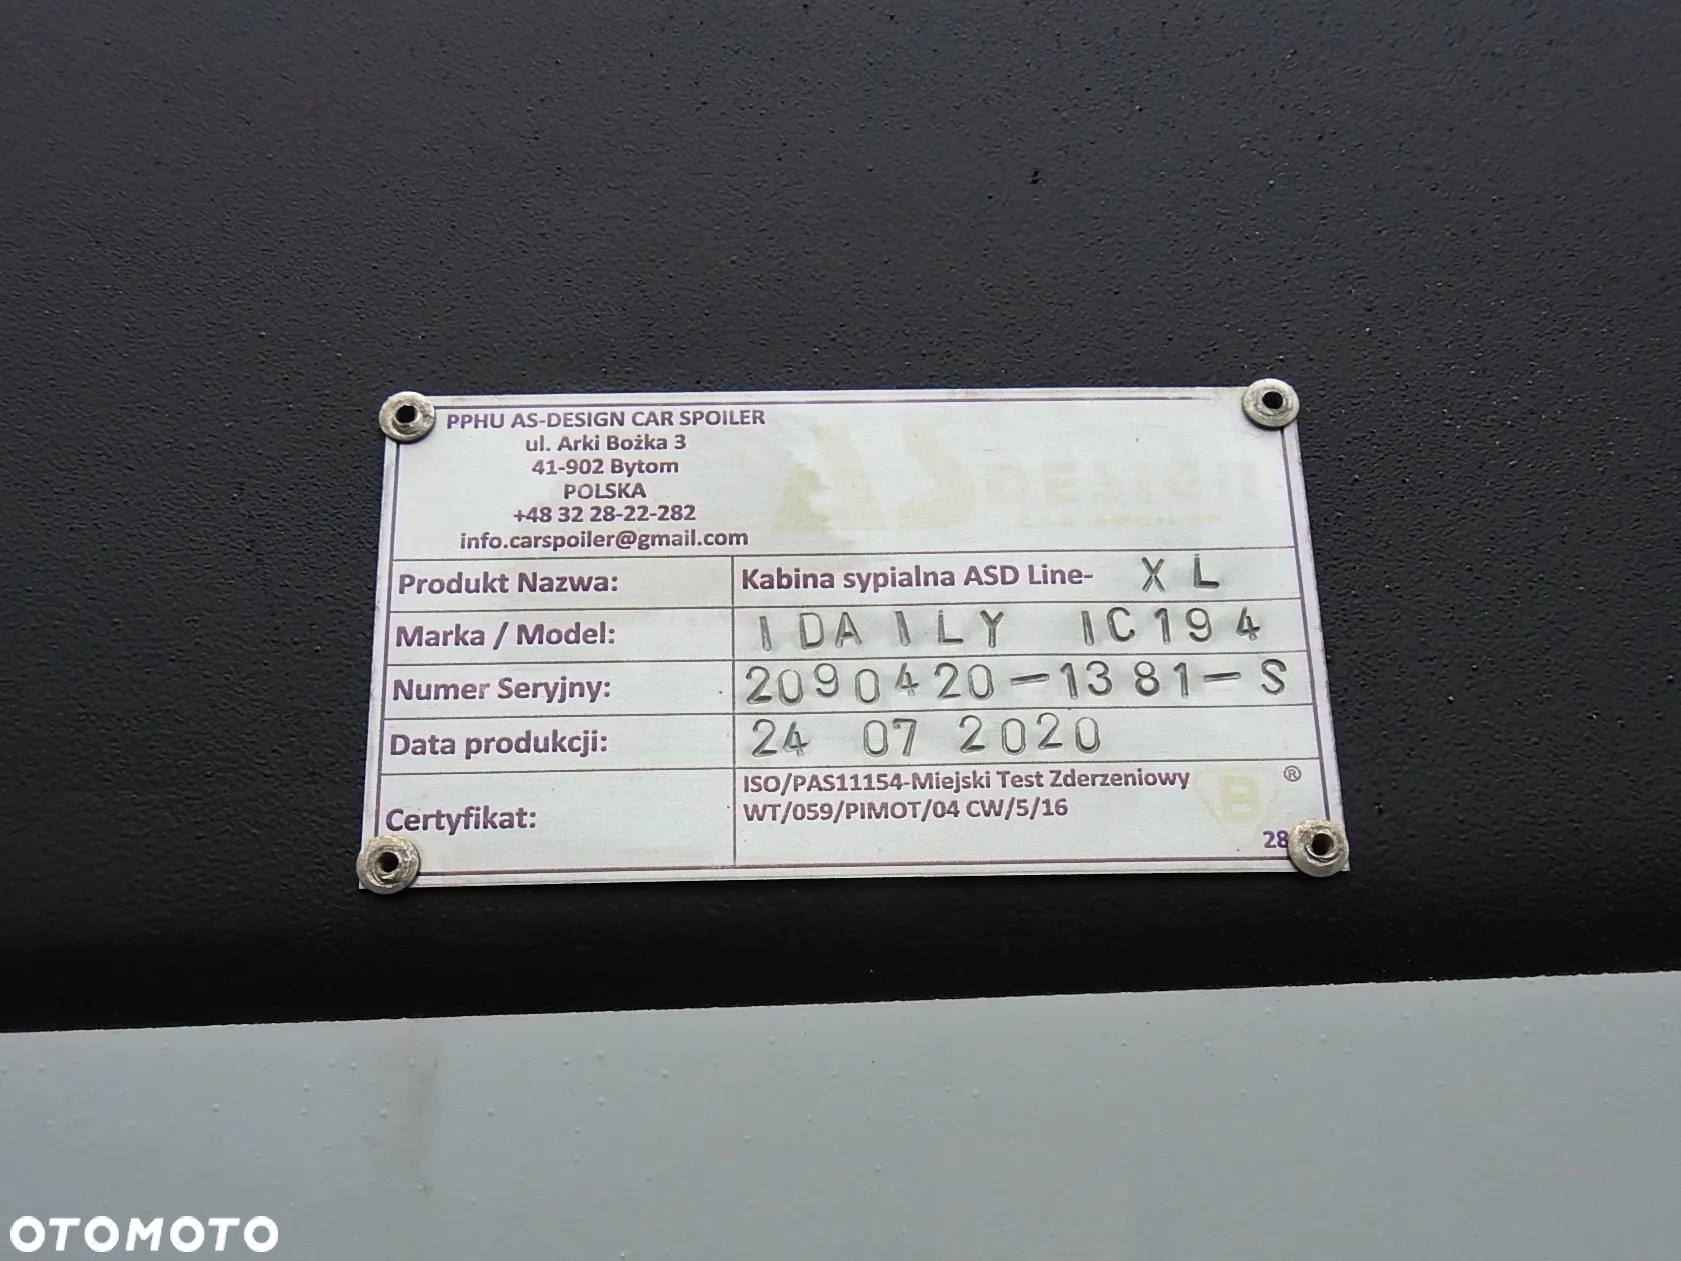 PPHU AS-DESIGN CAR SPOILER
ul. Arki Bożka 3
41-902 Bytom
POLSKA
+48 32 28-22-282
info.carspoiler@gmail.com
Produkt Nazwa: Kabina sypialna ASD Line- XL
Marka / Model: IDAILY IC194
Numer Seryjny: 2090420-1381-S
Data produkcji: 24 07 2020
Certyfikat: ISO/PAS11154-Miejski Test Zderzeniowy
WT/059/PIMOT/04 CW/5/16
B ®
28
OTOMOTO